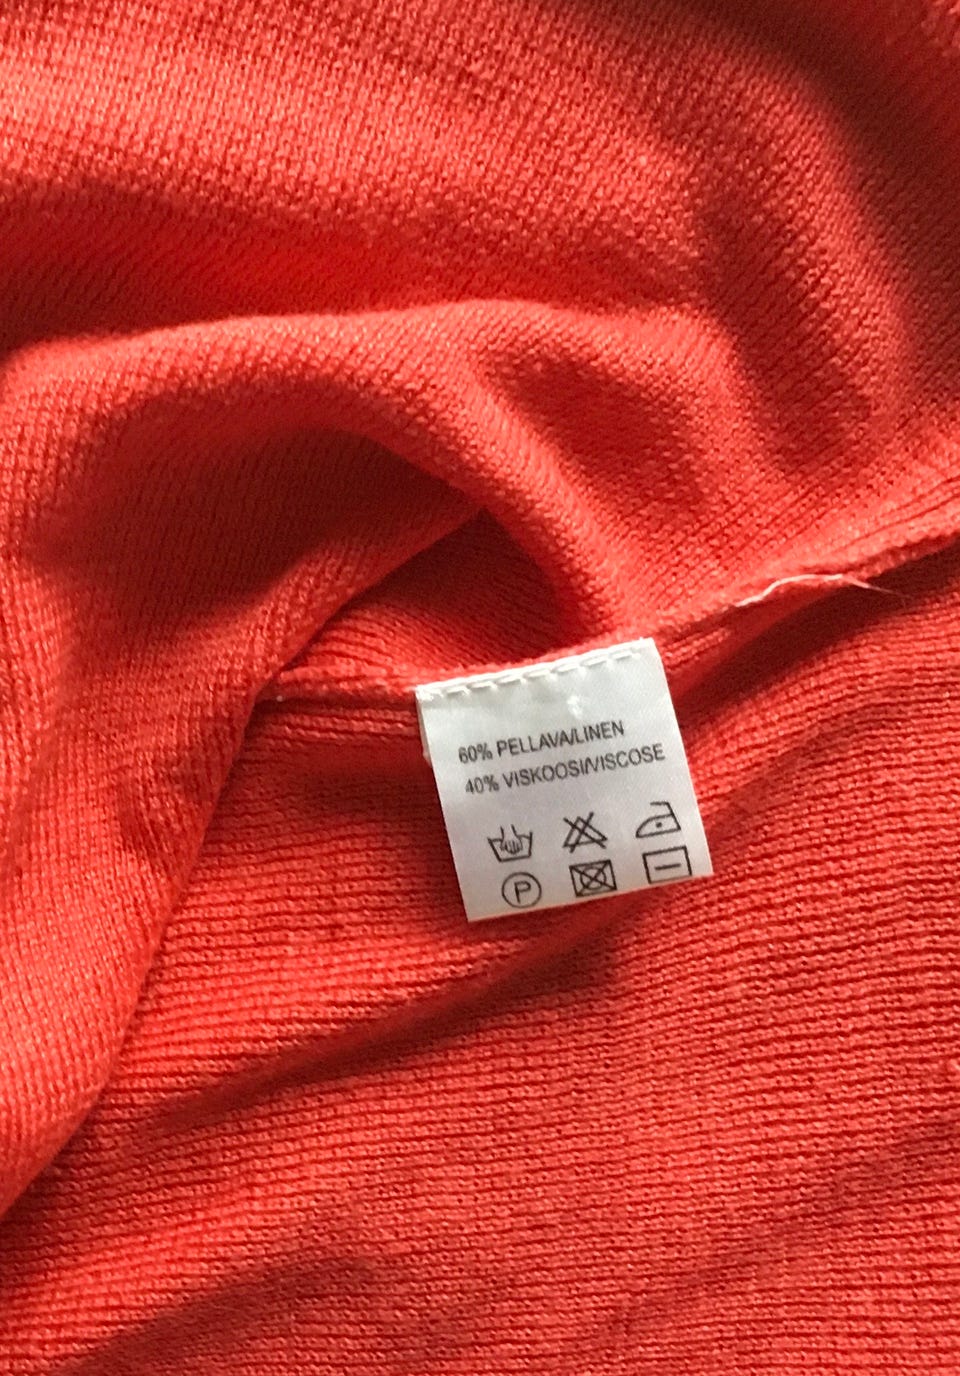 60% PELLAVA/LINEN
40% VISKOOSI/VISCOSE
P